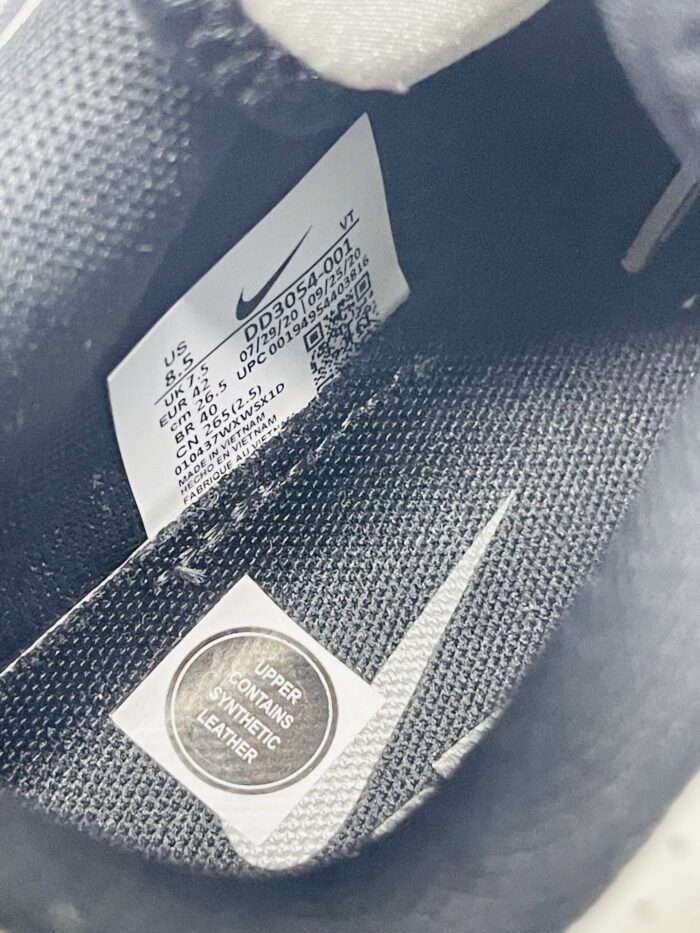 VT
US
8.5
UK 7.5
EUR 42
cm 26.5
BR 40
CN 265(2.5)
DD3054-001
07/29/20 | 09/25/20
UPC 00194954403816
010437WXWSX1D
MADE IN VIETNAM
HECHO EN VIETNAM
FABRIQUE AU
UPPER
CONTAINS
SYNTHETIC
LEATHER